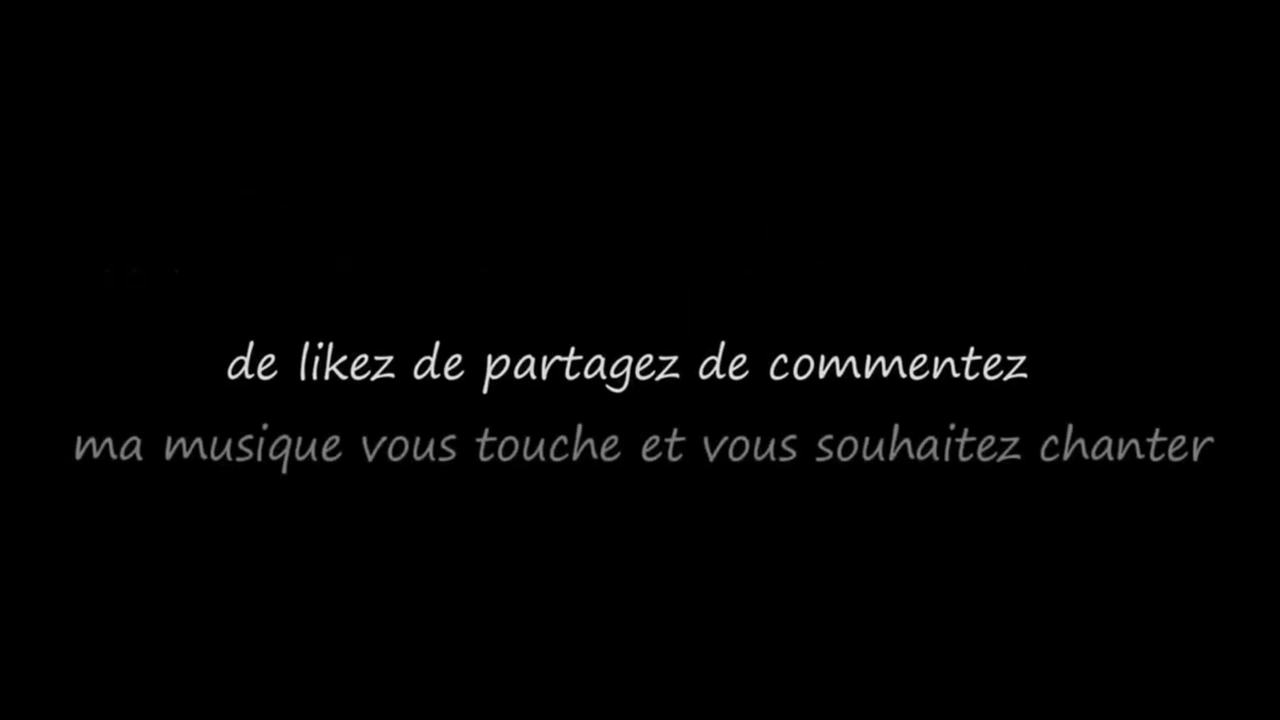 de likez de partagez de commentez
ma musique vous touche et vous souhaitez chanter